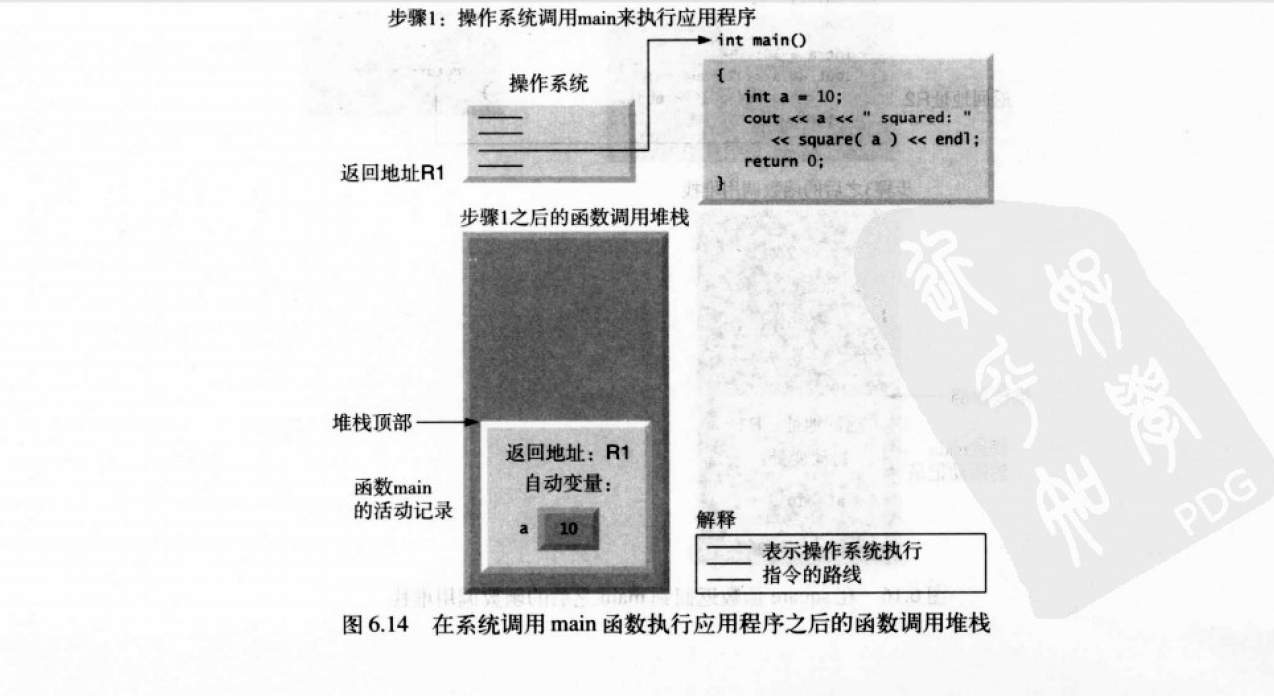 步骤1：操作系统调用main来执行应用程序
int main()
{
int a = 10;
cout << a << " squared: "
<< square( a ) << endl;
return 0;
}
操作系统
返回地址R1
步骤1之后的函数调用堆栈
堆栈顶部
返回地址：R1
自动变量：
a 10
函数main
的活动记录
解释
表示操作系统执行
指令的路线
PDG
图 6.14 在系统调用 main 函数执行应用程序之后的函数调用堆栈